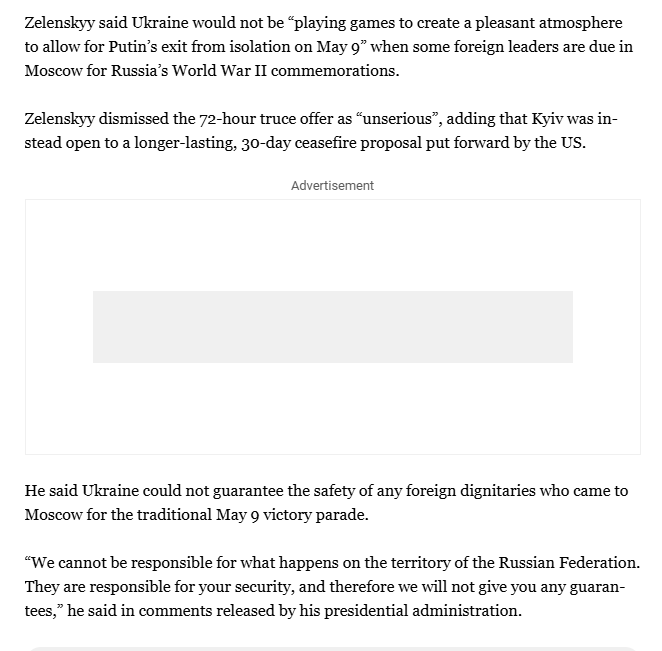 Zelenskyy said Ukraine would not be “playing games to create a pleasant atmosphere
to allow for Putin’s exit from isolation on May 9” when some foreign leaders are due in
Moscow for Russia’s World War II commemorations.
Zelenskyy dismissed the 72-hour truce offer as “unserious”, adding that Kyiv was in-
stead open to a longer-lasting, 30-day ceasefire proposal put forward by the US.
Advertisement
He said Ukraine could not guarantee the safety of any foreign dignitaries who came to
Moscow for the traditional May 9 victory parade.
“We cannot be responsible for what happens on the territory of the Russian Federation.
They are responsible for your security, and therefore we will not give you any guaran-
tees,” he said in comments released by his presidential administration.